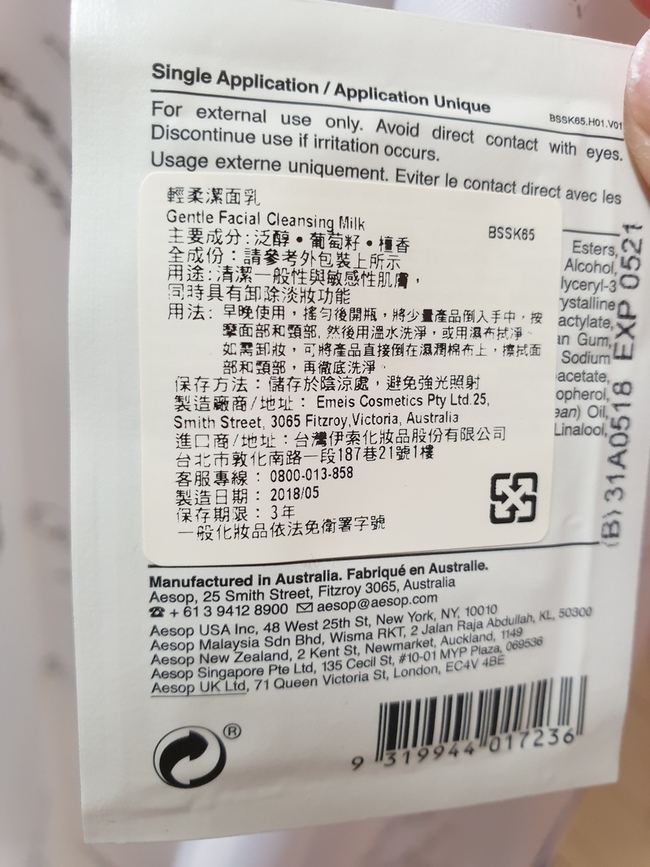 Single Application / Application Unique
BSSK65.H01.V01
For external use only. Avoid direct contact with eyes.
Discontinue use if irritation occurs.
Usage externe uniquement. Eviter le contact direct avec les
輕柔潔面乳
Gentle Facial Cleansing Milk
BSSK65
主要成分:泛醇•葡萄籽•檀香
全成份：請參考外包裝上所示
用途:清潔一般性與敏感性肌膚，
同時具有卸除淡妝功能
用法：早晚使用，搖勻後開瓶，將少量產品倒入手中，按
摩面部和頸部,然後用溫水洗淨，或用濕布拭淨。
如需卸妝，可將產品直接倒在濕潤棉布上，擦拭面
部和頸部，再徹底洗淨。
保存方法：儲存於陰涼處，避免強光照射
製造廠商/地址：Emeis Cosmetics Pty Ltd.25,
Smith Street, 3065 Fitzroy,Victoria, Australia
進口商/地址：台灣伊索化妝品股份有限公司
台北市敦化南路一段187巷21號1樓
客服專線：0800-013-858
製造日期：2018/05
保存期限：3年
一般化妝品依法免衛署字號
Esters,
Alcohol,
lyceryl-3
rystalline
actylate,
an Gum,
Sodium
acetate,
opherol,
ean) Oil,
Linalool,
(B) 31A0518 EXP 0521
Manufactured in Australia. Fabriqué en Australie.
Aesop, 25 Smith Street, Fitzroy 3065, Australia
☎ + 61 3 9412 8900 ✉ aesop@aesop.com
Aesop USA Inc, 48 West 25th St, New York, NY, 10010
Aesop Malaysia Sdn Bhd, Wisma RKT, 2 Jalan Raja Abdullah, KL, 50300
Aesop New Zealand, 2 Kent St, Newmarket, Auckland, 1149
Aesop Singapore Pte Ltd, 135 Cecil St, #10-01 MYP Plaza, 069536
Aesop UK Ltd, 71 Queen Victoria St, London, EC4V 4BE
®
9 319944 017236